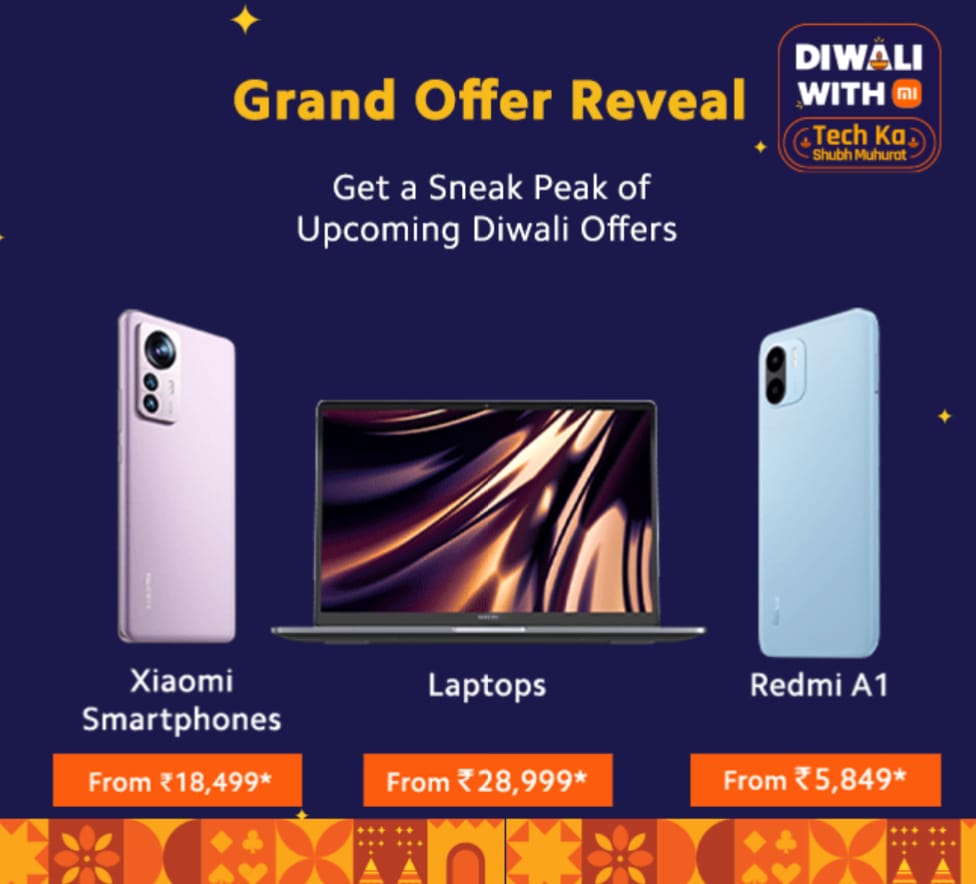 DIWALI
WITH mi
Tech Ka
Shubh Muhurat
Grand Offer Reveal
Get a Sneak Peak of
Upcoming Diwali Offers
Xiaomi
Smartphones
From ₹18,499*
Laptops
From ₹28,999*
Redmi A1
From ₹5,849*